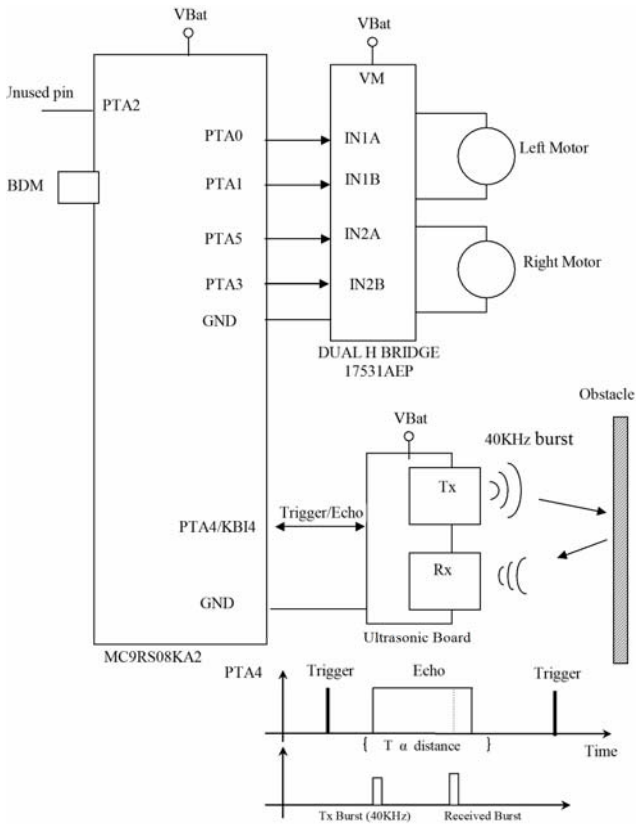 VBat
VBat
VM
Unused pin
PTA2
PTA0
IN1A
Left Motor
BDM
PTA1
IN1B
PTA5
IN2A
Right Motor
PTA3
IN2B
GND
DUAL H BRIDGE
17531AEP
Obstacle
VBat
40KHz burst
Tx
Trigger/Echo
PTA4/KBI4
Rx
GND
Ultrasonic Board
MC9RS08KA2
PTA4
Trigger
Echo
Trigger
{ T α distance }
Time
Tx Burst (40KHz)
Received Burst